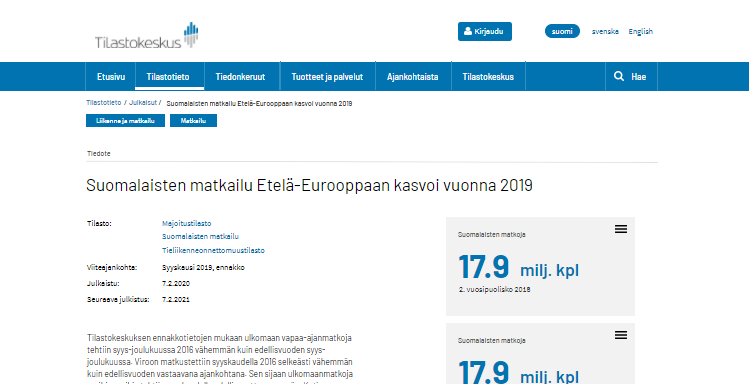 Tilastokeskus
Kirjaudu
suomi svenska English
Etusivu Tilastotieto Tiedonkeruut Tuotteet ja palvelut Ajankohtaista Tilastokeskus Hae
Tilastotieto / Julkaisut / Suomalaisten matkailu Etelä-Eurooppaan kasvoi vuonna 2019
Liikenne ja matkailu Matkailu
Tiedote
Suomalaisten matkailu Etelä-Eurooppaan kasvoi vuonna 2019
Tilasto: Majoitustilasto
Suomalaisten matkailu
Tieliikenneonnettomuustilasto
Viiteajankohta: Syyskausi 2019, ennakko
Julkaistu: 7.2.2020
Seuraava julkistus: 7.2.2021
Tilastokeskuksen ennakkotietojen mukaan ulkomaan vapaa-ajanmatkoja
tehtiin syys-joulukuussa 2016 vähemmän kuin edellisvuoden syys-
joulukuussa. Viroon matkustettiin syyskaudella 2016 selkeästi vähemmän
kuin edellisvuoden vastaavana ajankohtana. Sen sijaan ulkomaanmatkoja
Suomalaisten matkoja
17.9 milj. kpl
2. vuosipuolisko 2018
Suomalaisten matkoja
17.9 milj. kpl